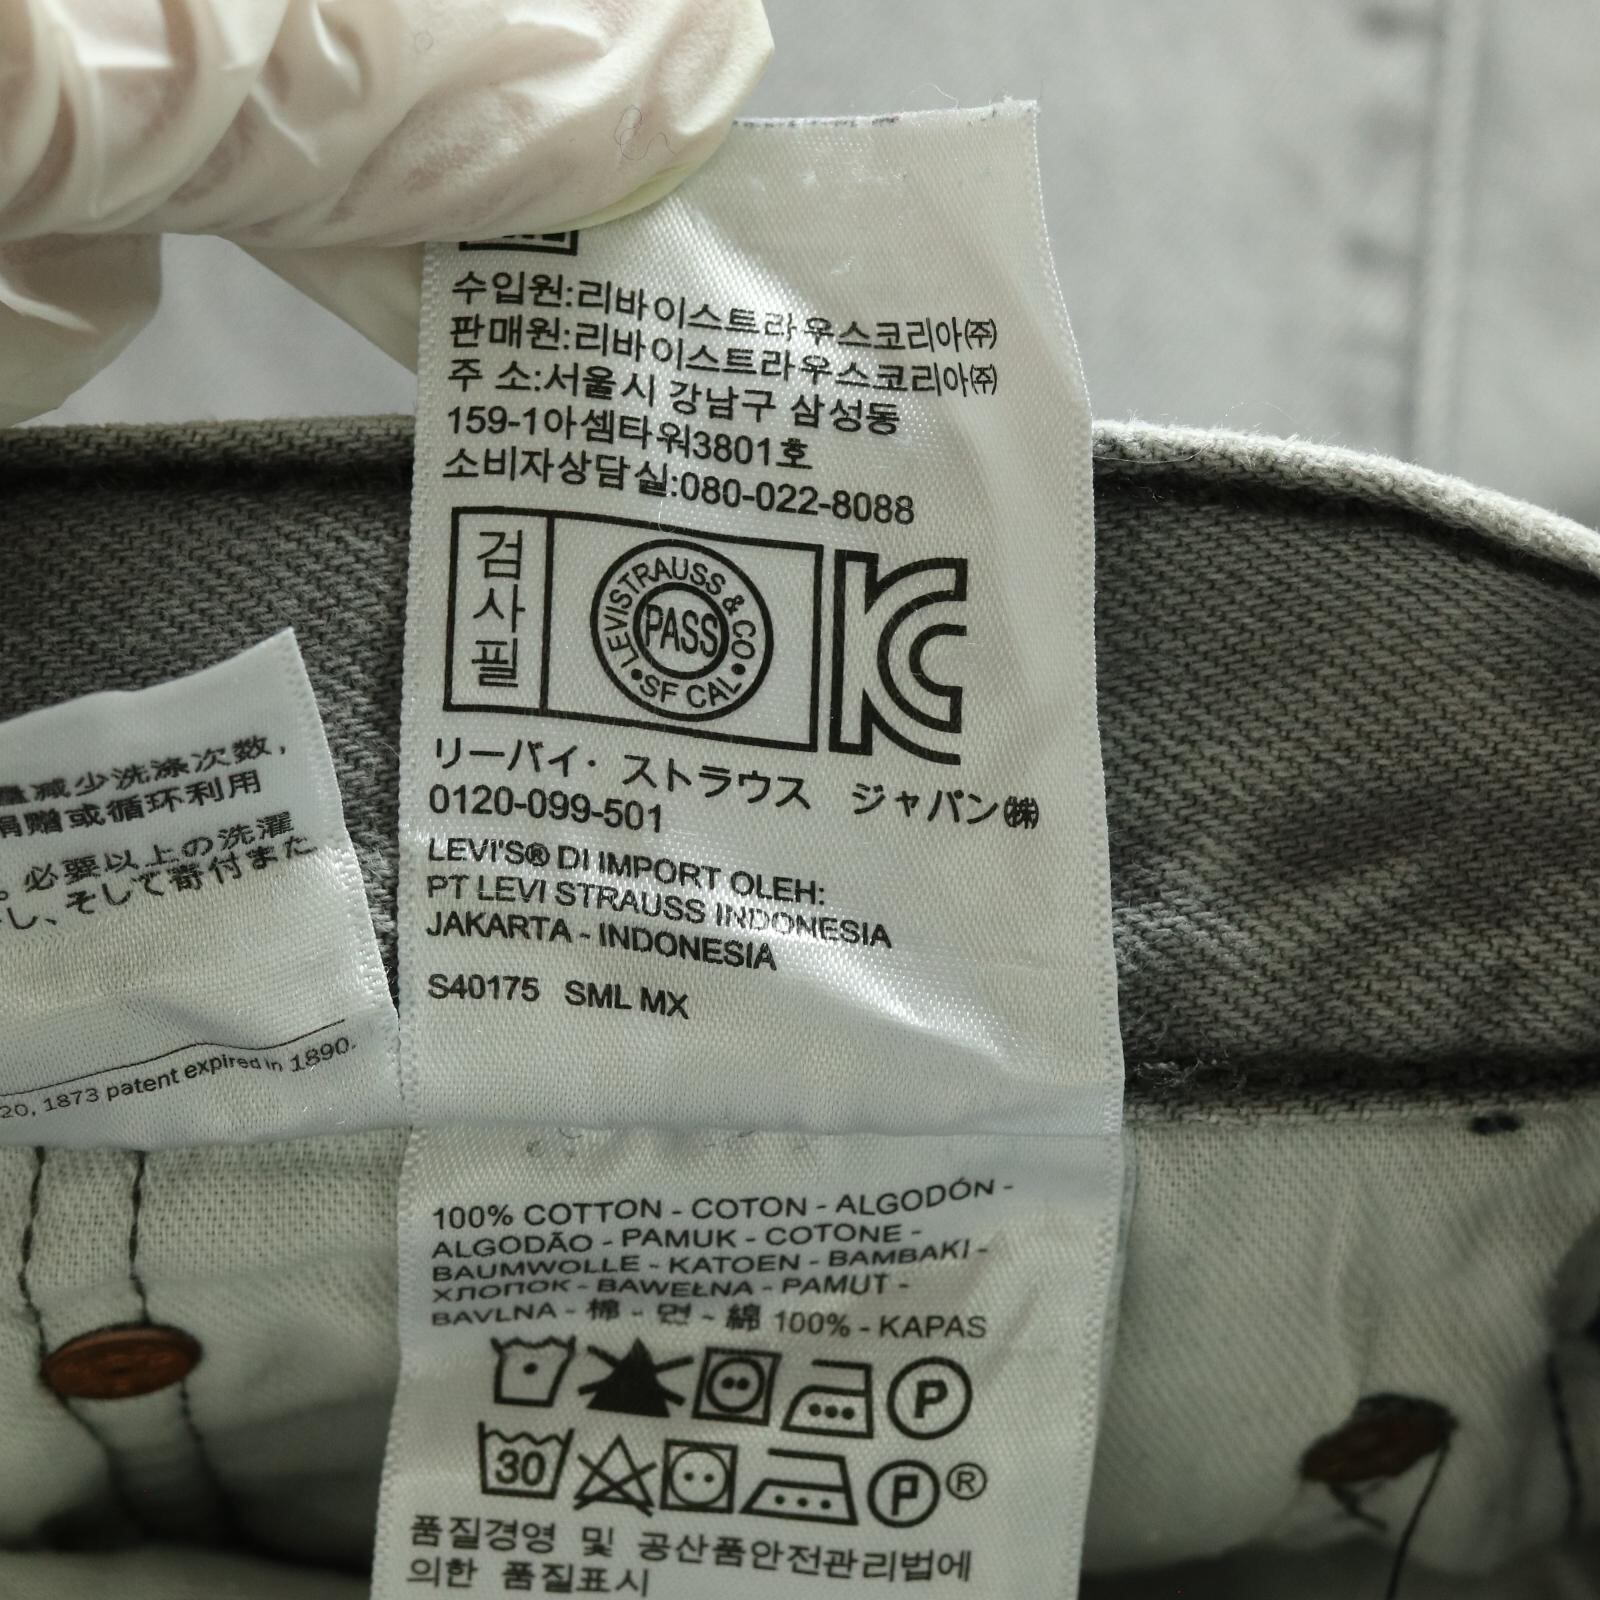 수입원:리바이스트라우스코리아㈜
판매원:리바이스트라우스코리아㈜
주 소:서울시 강남구 삼성동
159-1아셈타워3801호
소비자상담실:080-022-8088
검사필
LEVI STRAUSS & CO
PASS
•SF CAL•
KC
リーバイ・ストラウス ジャパン㈱
0120-099-501
LEVI'S® DI IMPORT OLEH:
PT LEVI STRAUSS INDONESIA
JAKARTA - INDONESIA
S40175 SML MX
减少洗涤次数,
捐赠或循环利用
。必要以上の洗濯
し、そして寄付また
20, 1873 patent expired in 1890.
100% COTTON - COTON - ALGODÓN -
ALGODÃO - PAMUK - COTONE -
BAUMWOLLE - KATOEN - BAMBAKI -
ХЛОПОК - BAWEŁNA - PAMUT -
BAVLNA - 棉 - 면 - 綿 100% - KAPAS
P
30
P ®
품질경영 및 공산품안전관리법에
의한 품질표시